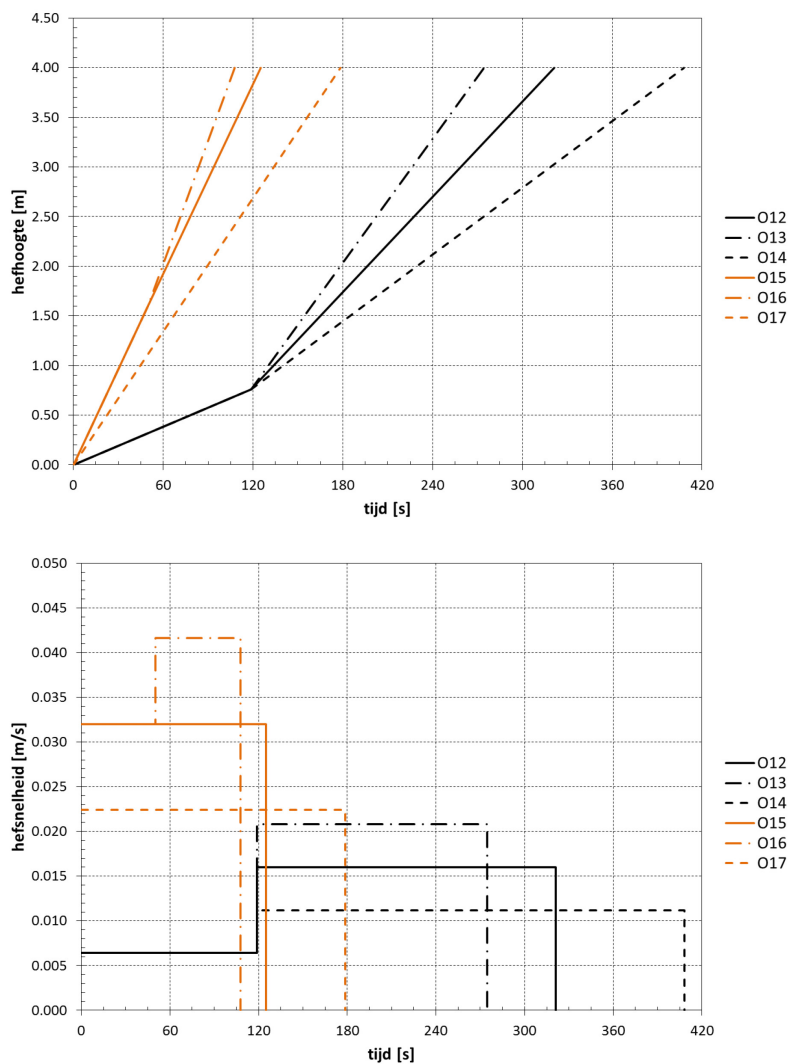 4.50
4.00
3.50
3.00
2.50
2.00
1.50
1.00
0.50
0.00
hefhoogte [m]
0 60 120 180 240 300 360 420
tijd [s]
O12
O13
O14
O15
O16
O17
0.050
0.045
0.040
0.035
0.030
0.025
0.020
0.015
0.010
0.005
0.000
hefsnelheid [m/s]
0 60 120 180 240 300 360 420
tijd [s]
O12
O13
O14
O15
O16
O17